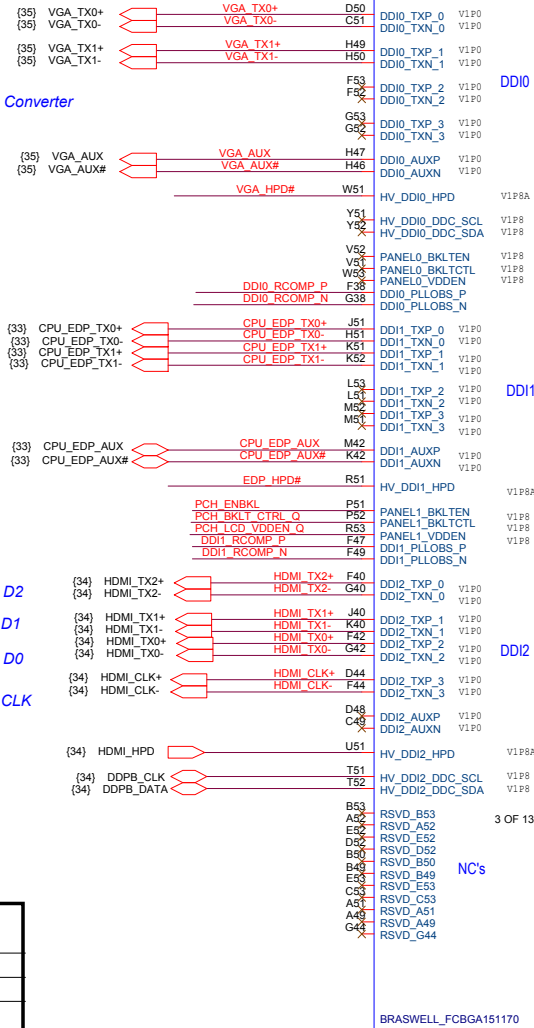 {35} VGA_TX0+ VGA_TX0+ D50 DDI0_TXP_0 V1P0
{35} VGA_TX0- VGA_TX0- C51 DDI0_TXN_0 V1P0
{35} VGA_TX1+ VGA_TX1+ H49 DDI0_TXP_1 V1P0
{35} VGA_TX1- VGA_TX1- H50 DDI0_TXN_1 V1P0
DDI0
F53 DDI0_TXP_2 V1P0
F52 DDI0_TXN_2 V1P0
Converter
G53 DDI0_TXP_3 V1P0
G52 DDI0_TXN_3 V1P0
{35} VGA_AUX VGA_AUX H47 DDI0_AUXP V1P0
{35} VGA_AUX# VGA_AUX# H46 DDI0_AUXN V1P0
VGA_HPD# W51 HV_DDI0_HPD V1P8A
Y51 HV_DDI0_DDC_SCL V1P8
Y52 HV_DDI0_DDC_SDA V1P8
V52 PANEL0_BKLTEN V1P8
V51 PANEL0_BKLTCTL V1P8
W53 PANEL0_VDDEN V1P8
DDI0_RCOMP_P F38 DDI0_PLLOBS_P
DDI0_RCOMP_N G38 DDI0_PLLOBS_N
{33} CPU_EDP_TX0+ CPU_EDP_TX0+ J51 DDI1_TXP_0 V1P0
{33} CPU_EDP_TX0- CPU_EDP_TX0- H51 DDI1_TXN_0 V1P0
{33} CPU_EDP_TX1+ CPU_EDP_TX1+ K51 DDI1_TXP_1 V1P0
{33} CPU_EDP_TX1- CPU_EDP_TX1- K52 DDI1_TXN_1 V1P0
L53 DDI1_TXP_2 V1P0
DDI1
L51 DDI1_TXN_2 V1P0
M52 DDI1_TXP_3 V1P0
M51 DDI1_TXN_3 V1P0
{33} CPU_EDP_AUX CPU_EDP_AUX M42 DDI1_AUXP V1P0
{33} CPU_EDP_AUX# CPU_EDP_AUX# K42 DDI1_AUXN V1P0
EDP_HPD# R51 HV_DDI1_HPD V1P8A
PCH_ENBKL P51 PANEL1_BKLTEN V1P8
PCH_BKLT_CTRL_Q P52 PANEL1_BKLTCTL V1P8
PCH_LCD_VDDEN_Q R53 PANEL1_VDDEN V1P8
DDI1_RCOMP_P F47 DDI1_PLLOBS_P
DDI1_RCOMP_N F49 DDI1_PLLOBS_N
D2
{34} HDMI_TX2+ HDMI_TX2+ F40 DDI2_TXP_0 V1P0
{34} HDMI_TX2- HDMI_TX2- G40 DDI2_TXN_0 V1P0
D1
{34} HDMI_TX1+ HDMI_TX1+ J40 DDI2_TXP_1 V1P0
{34} HDMI_TX1- HDMI_TX1- K40 DDI2_TXN_1 V1P0
D0
{34} HDMI_TX0+ HDMI_TX0+ F42 DDI2_TXP_2 V1P0
{34} HDMI_TX0- HDMI_TX0- G42 DDI2_TXN_2 V1P0
DDI2
CLK
{34} HDMI_CLK+ HDMI_CLK+ D44 DDI2_TXP_3 V1P0
{34} HDMI_CLK- HDMI_CLK- F44 DDI2_TXN_3 V1P0
D48 DDI2_AUXP V1P0
C49 DDI2_AUXN V1P0
{34} HDMI_HPD U51 HV_DDI2_HPD V1P8A
{34} DDPB_CLK T51 HV_DDI2_DDC_SCL V1P8
{34} DDPB_DATA T52 HV_DDI2_DDC_SDA V1P8
B53 RSVD_B53
3 OF 13
A52 RSVD_A52
E52 RSVD_E52
D52 RSVD_D52
B50 RSVD_B50
NC's
B49 RSVD_B49
E53 RSVD_E53
C53 RSVD_C53
A51 RSVD_A51
A49 RSVD_A49
G44 RSVD_G44
BRASWELL_FCBGA151170